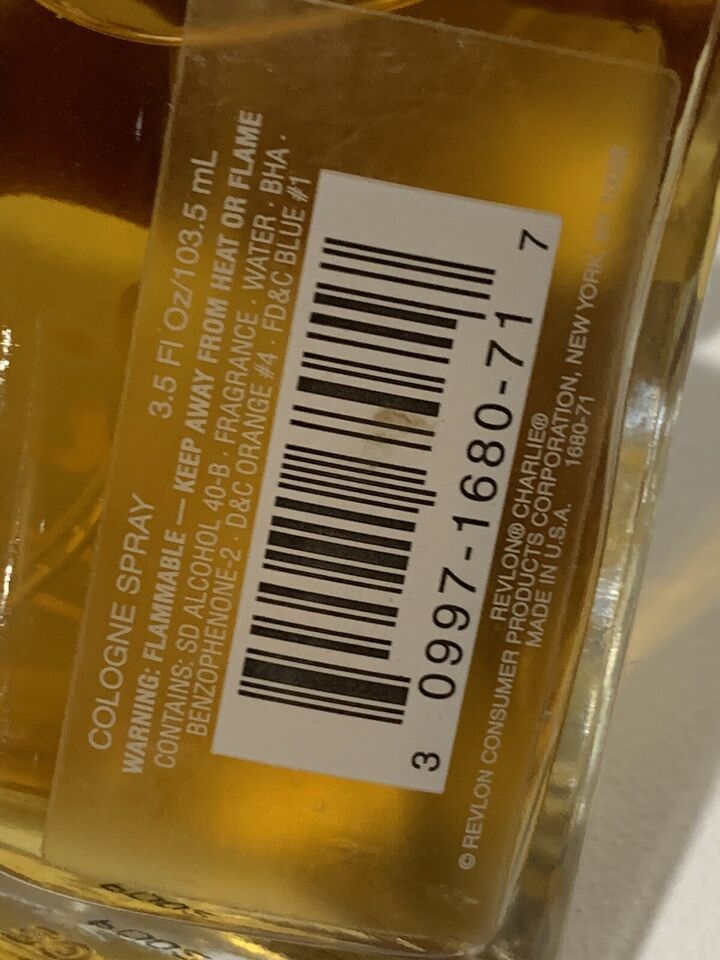 COLOGNE SPRAY 3.5 Fl Oz/103.5 mL
WARNING: FLAMMABLE — KEEP AWAY FROM HEAT OR FLAME
CONTAINS: SD ALCOHOL 40-B · FRAGRANCE · WATER · BHA ·
BENZOPHENONE-2 · D&C ORANGE #4 · FD&C BLUE #1
3 0997-1680-71 7
REVLON® CHARLIE®
© REVLON CONSUMER PRODUCTS CORPORATION, NEW YORK,
MADE IN U.S.A. 1680-71